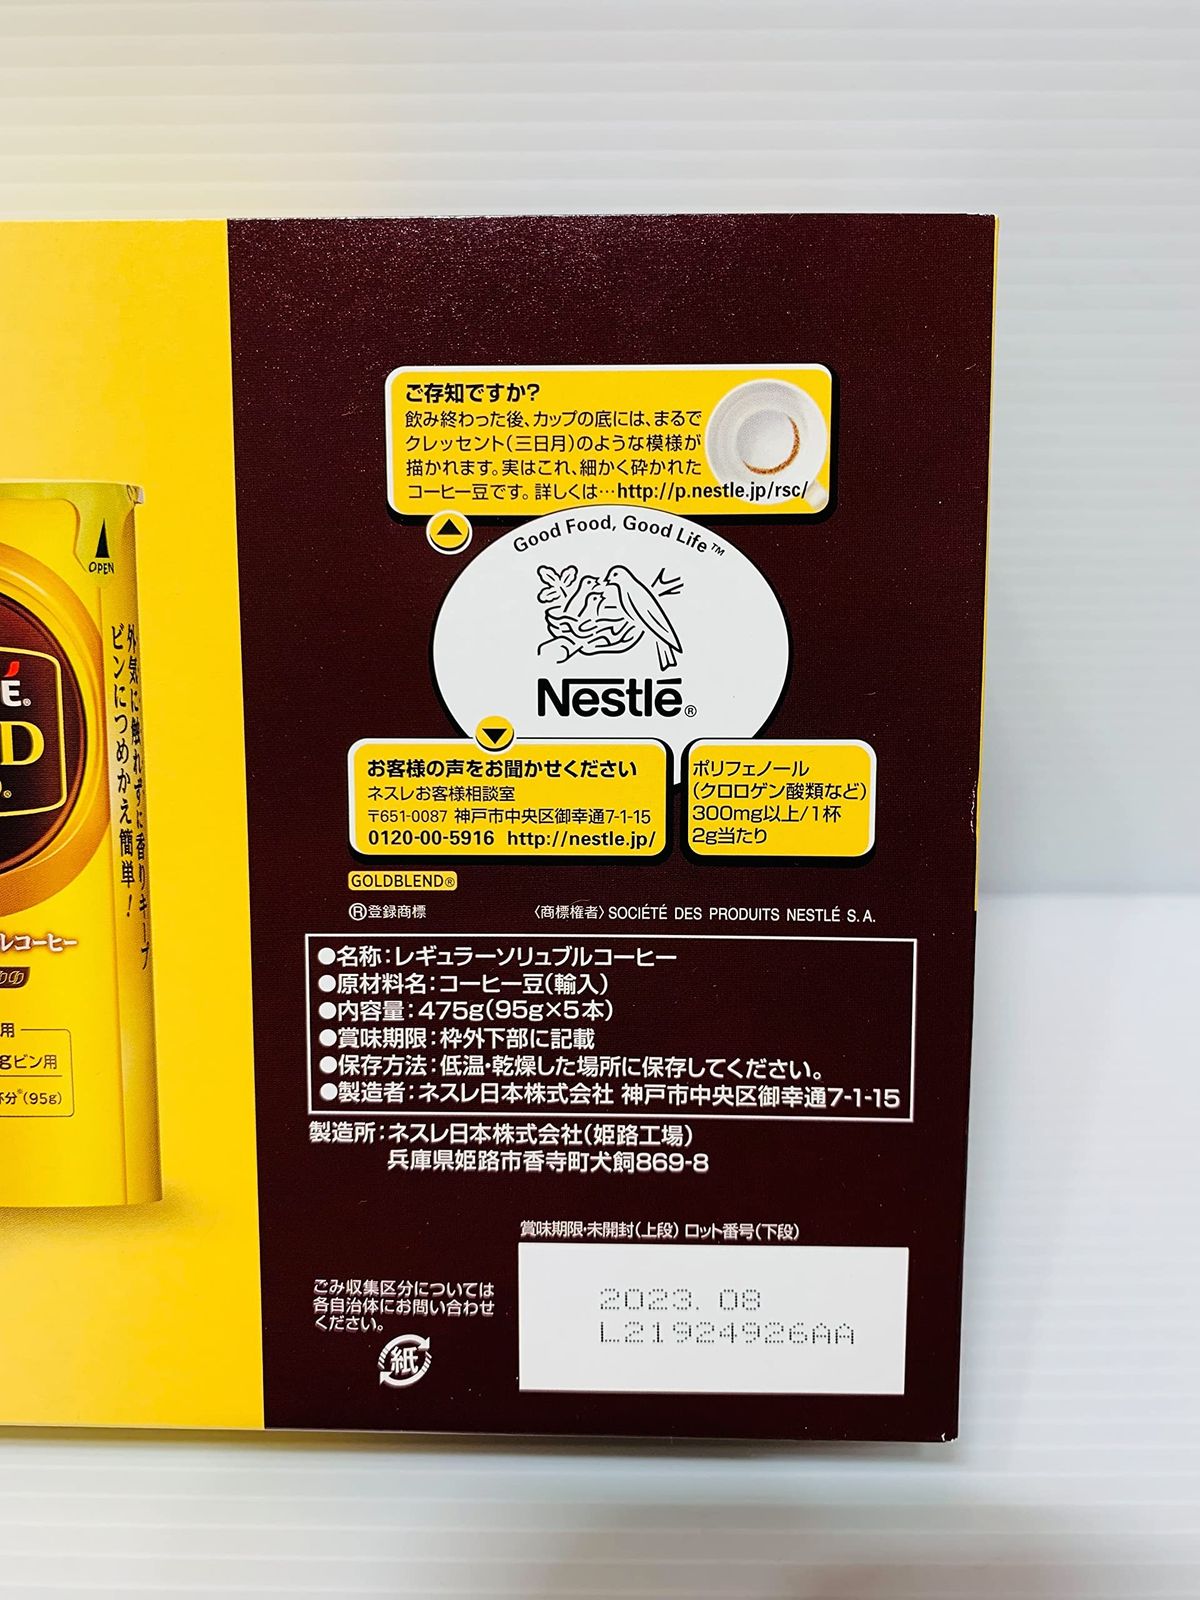 ご存知ですか?
飲み終わった後、カップの底には、まるで
クレッセント(三日月)のような模様が
描かれます。実はこれ、細かく砕かれた
コーヒー豆です。詳しくは…http://p.nestle.jp/rsc/
Good Food, Good Life™
Nestlé®
お客様の声をお聞かせください
ネスレお客様相談室
〒651-0087 神戸市中央区御幸通7-1-15
0120-00-5916 http://nestle.jp/
ポリフェノール
(クロロゲン酸類など)
300mg以上/1杯
2g当たり
GOLDBLEND®
®登録商標 〈商標権者〉SOCIÉTÉ DES PRODUITS NESTLÉ S.A.
●名称:レギュラーソリュブルコーヒー
●原材料名:コーヒー豆(輸入)
●内容量:475g(95g×5本)
●賞味期限:枠外下部に記載
●保存方法:低温・乾燥した場所に保存してください。
●製造者:ネスレ日本株式会社 神戸市中央区御幸通7-1-15
製造所:ネスレ日本株式会社(姫路工場)
兵庫県姫路市香寺町犬飼869-8
賞味期限・未開封(上段) ロット番号(下段)
2023. 08
L21924926AA
ごみ収集区分については
各自治体にお問い合わせ
ください。
紙
OPEN
外気に触れずに香りキープ
ビンにつめかえ簡単!
É®
D
®
レコーヒー
用
gビン用
杯分※(95g)